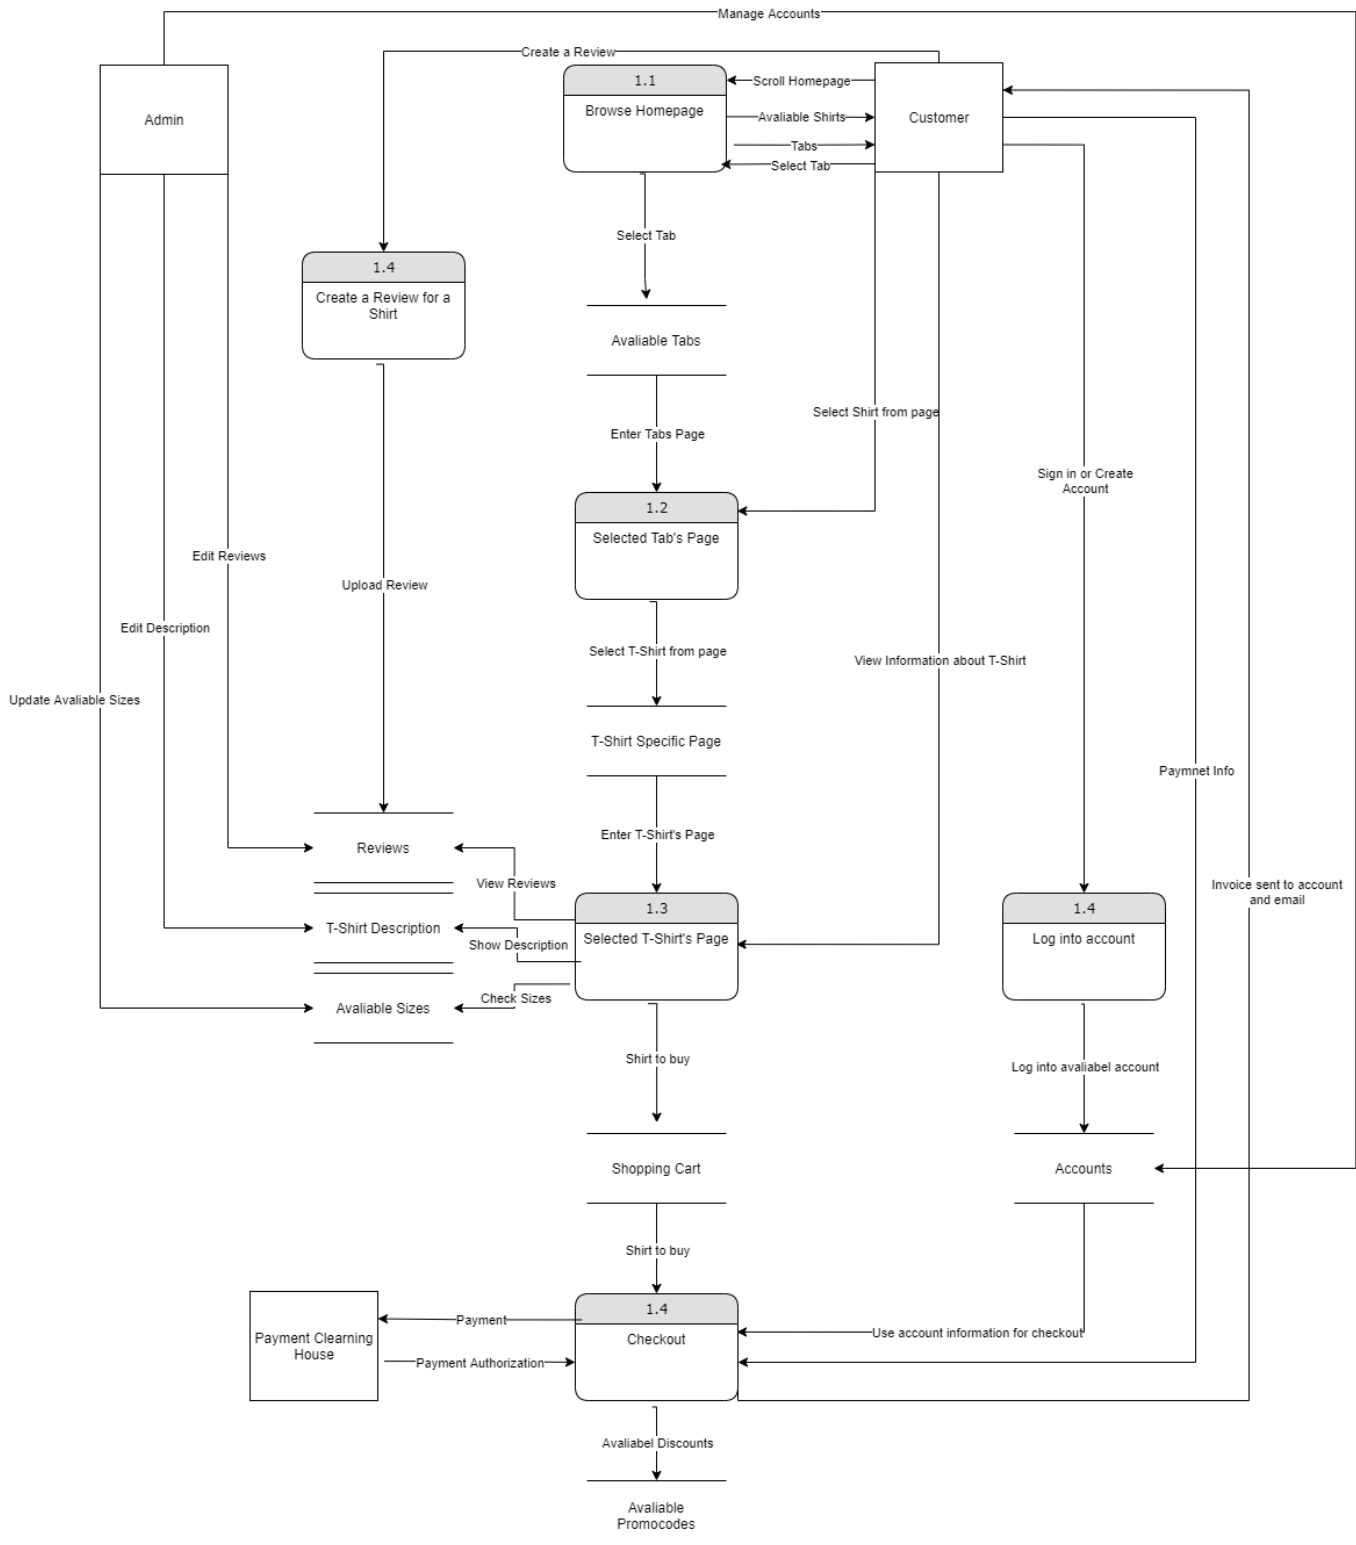 Manage Accounts
Create a Review
1.1
Browse Homepage
Scroll Homepage
Avaliable Shirts
Tabs
Select Tab
Admin
Customer
Select Tab
1.4
Create a Review for a
Shirt
Avaliable Tabs
Select Shirt from page
Enter Tabs Page
Sign in or Create
Account
1.2
Selected Tab's Page
Edit Reviews
Upload Review
Edit Description
Select T-Shirt from page
View Information about T-Shirt
Update Avaliable Sizes
T-Shirt Specific Page
Paymnet Info
Enter T-Shirt's Page
Reviews
View Reviews
Invoice sent to account
and email
1.3
Selected T-Shirt's Page
1.4
Log into account
T-Shirt Description
Show Description
Check Sizes
Avaliable Sizes
Shirt to buy
Log into avaliabel account
Shopping Cart
Accounts
Shirt to buy
1.4
Checkout
Payment
Payment Clearning
House
Use account information for checkout
Payment Authorization
Avaliabel Discounts
Avaliable
Promocodes